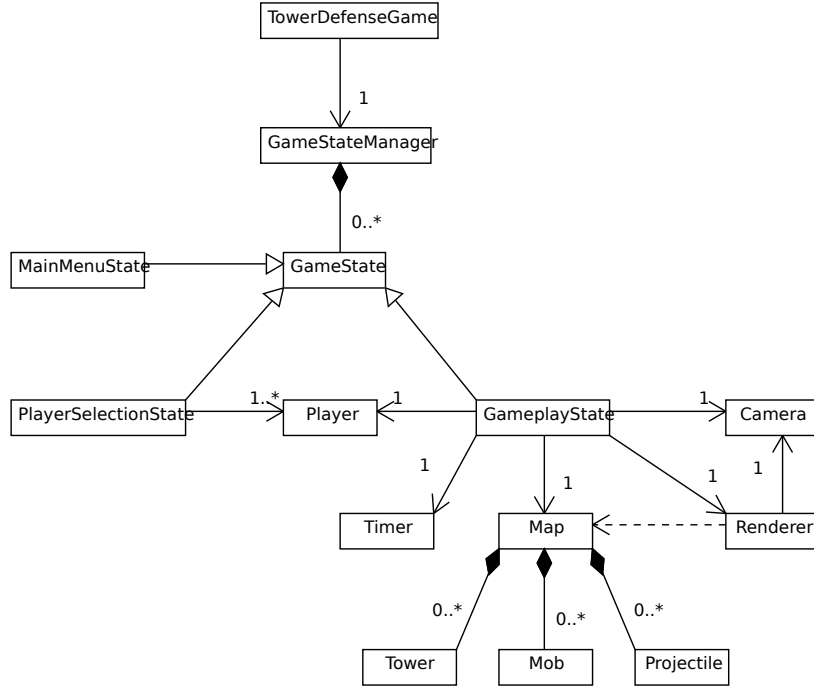 TowerDefenseGame
1
GameStateManager
0..*
MainMenuState
GameState
PlayerSelectionState
1..*
Player
1
GameplayState
1
Camera
1
1
1
1
Timer
Map
Renderer
0..*
0..*
0..*
Tower
Mob
Projectile